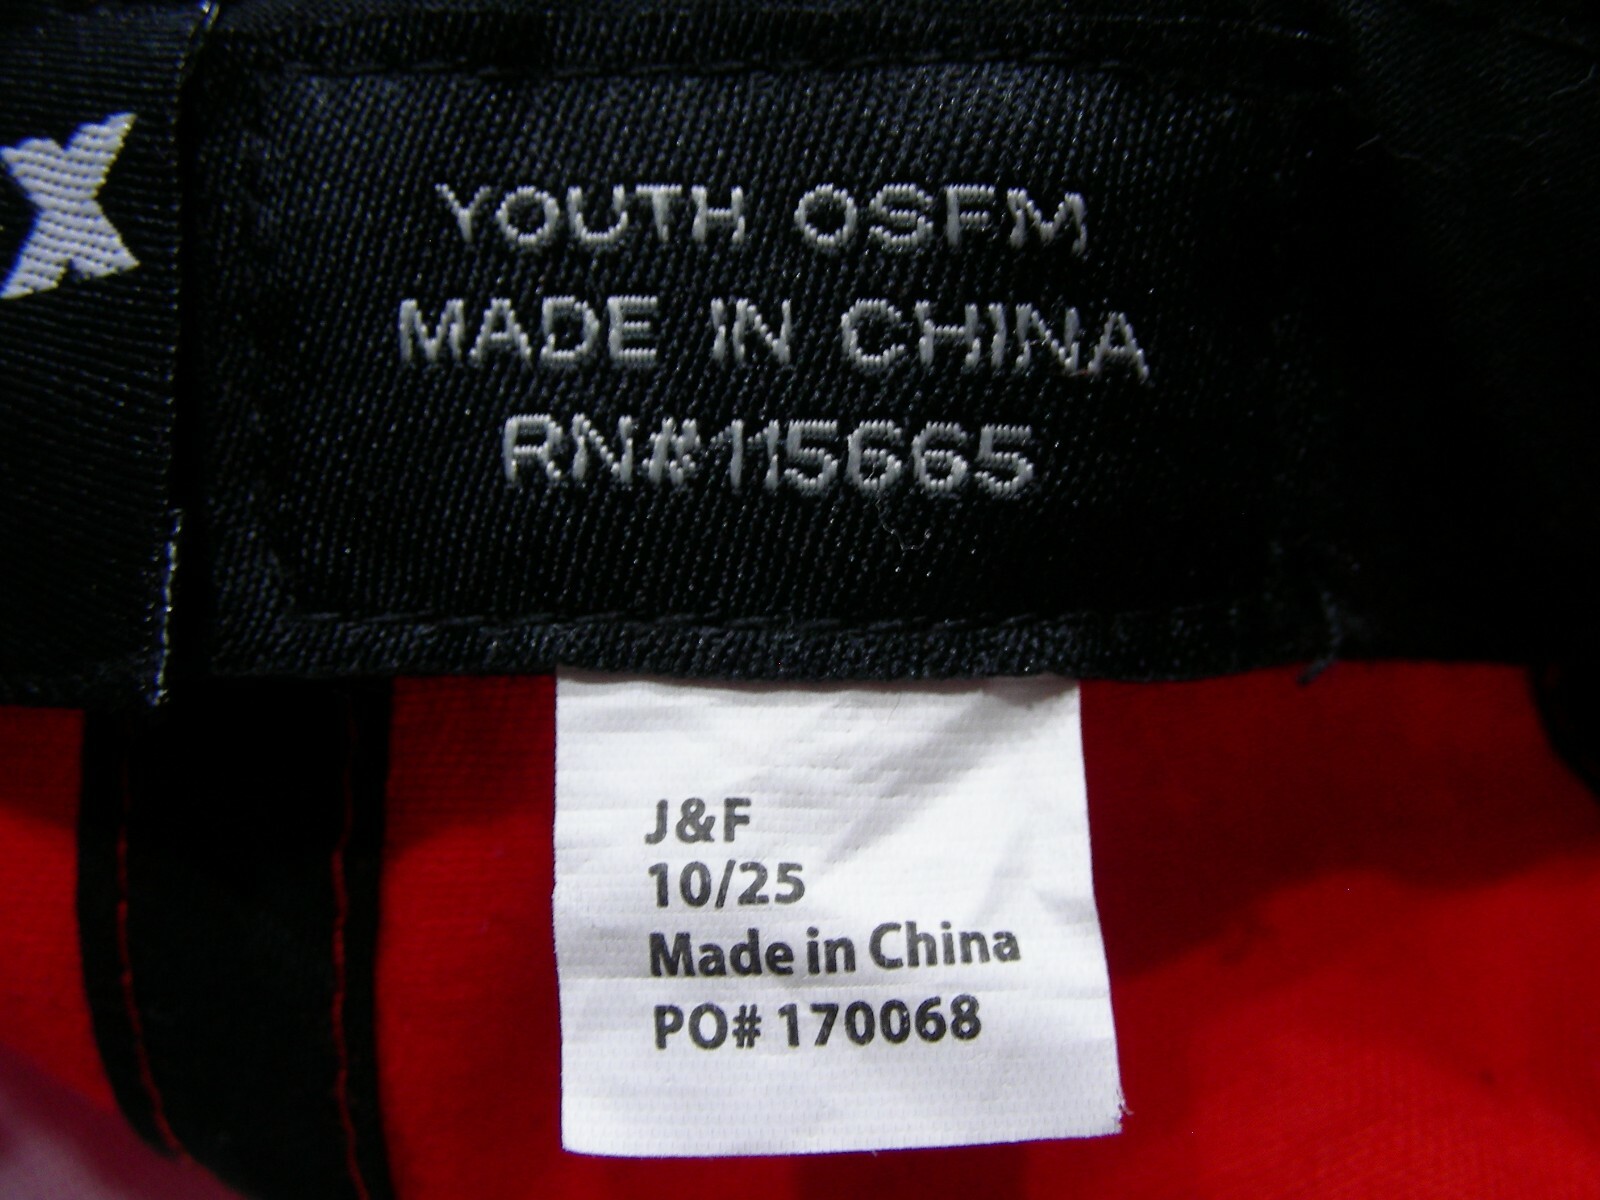 X
YOUTH OSFM
MADE IN CHINA
RN#115665
J&F
10/25
Made in China
PO# 170068